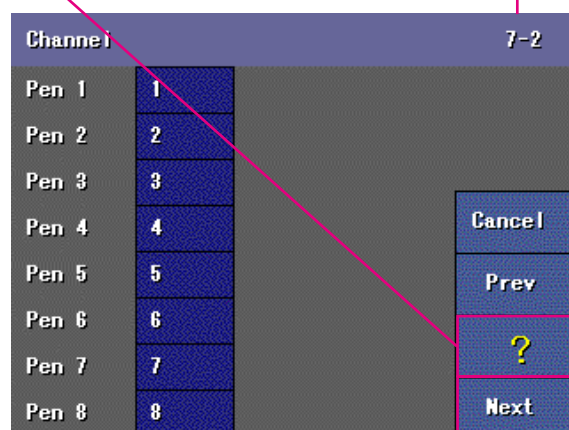 Channel 7-2
Pen 1 1
Pen 2 2
Pen 3 3
Pen 4 4
Cancel
Pen 5 5
Prev
Pen 6 6
?
Pen 7 7
Pen 8 8
Next